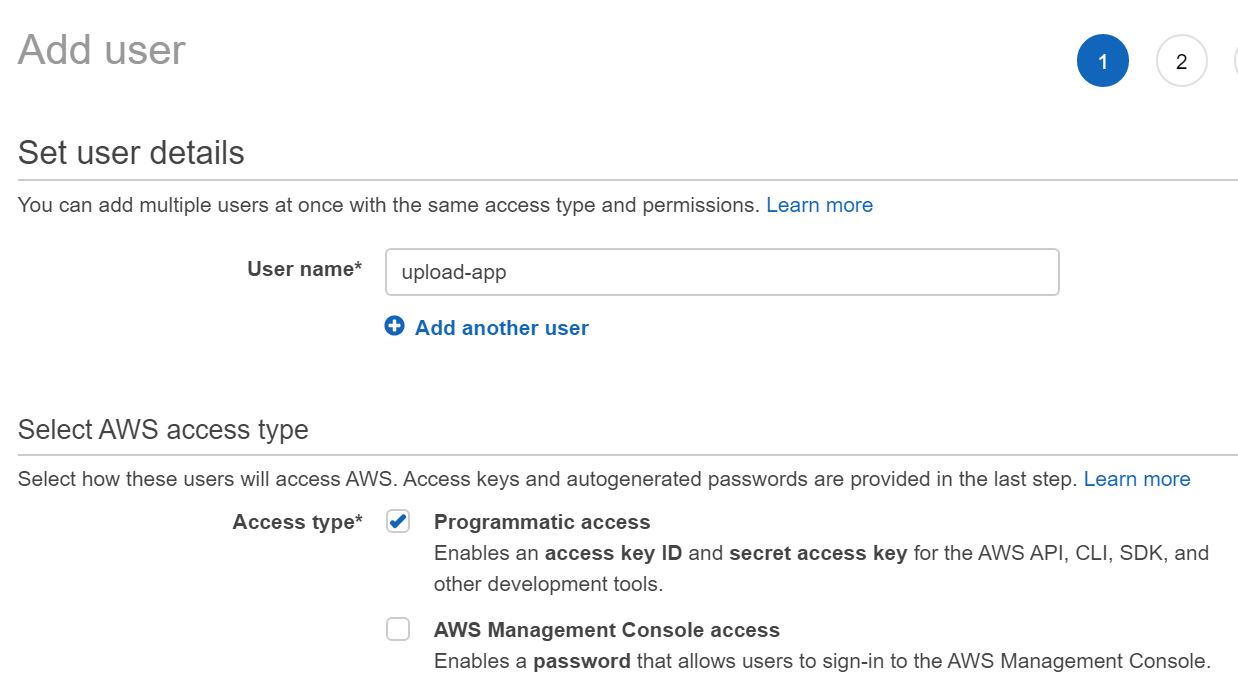 Add user
1
2
Set user details
You can add multiple users at once with the same access type and permissions. Learn more
User name*
upload-app
Add another user
Select AWS access type
Select how these users will access AWS. Access keys and autogenerated passwords are provided in the last step. Learn more
Access type*
Programmatic access
Enables an access key ID and secret access key for the AWS API, CLI, SDK, and
other development tools.
AWS Management Console access
Enables a password that allows users to sign-in to the AWS Management Console.